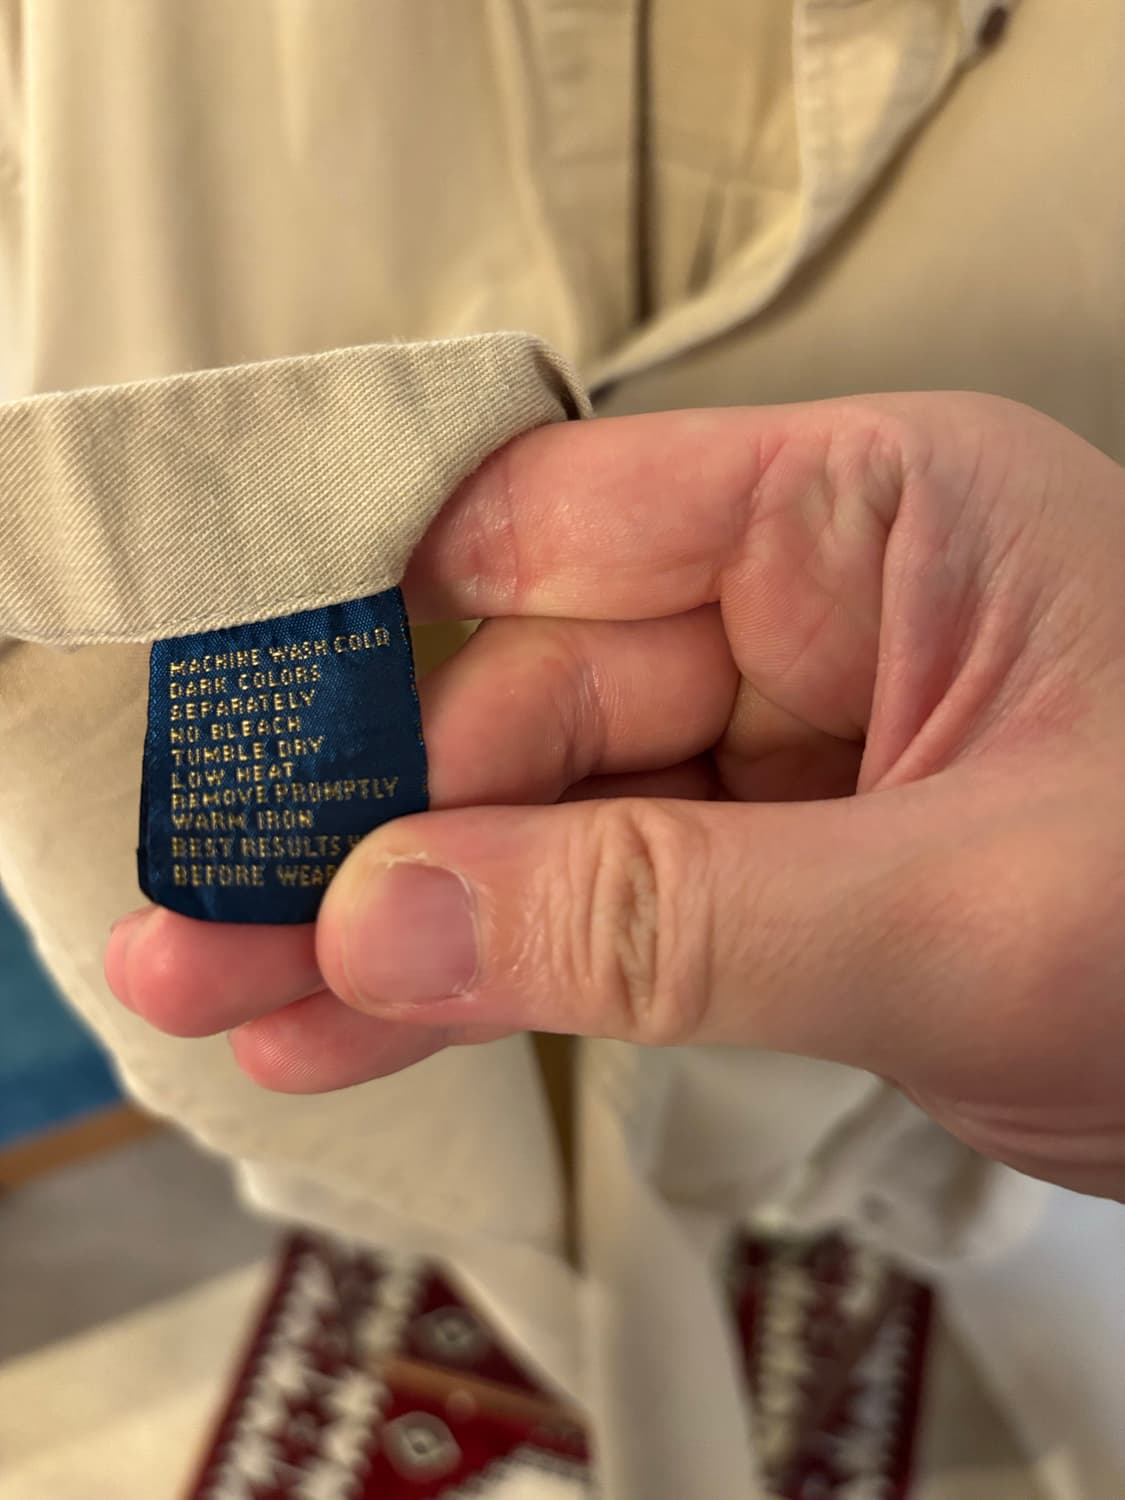 MACHINE WASH COLD
DARK COLORS
SEPARATELY
NO BLEACH
TUMBLE DRY
LOW HEAT
REMOVE PROMPTLY
WARM IRON
BEST RESULTS
BEFORE